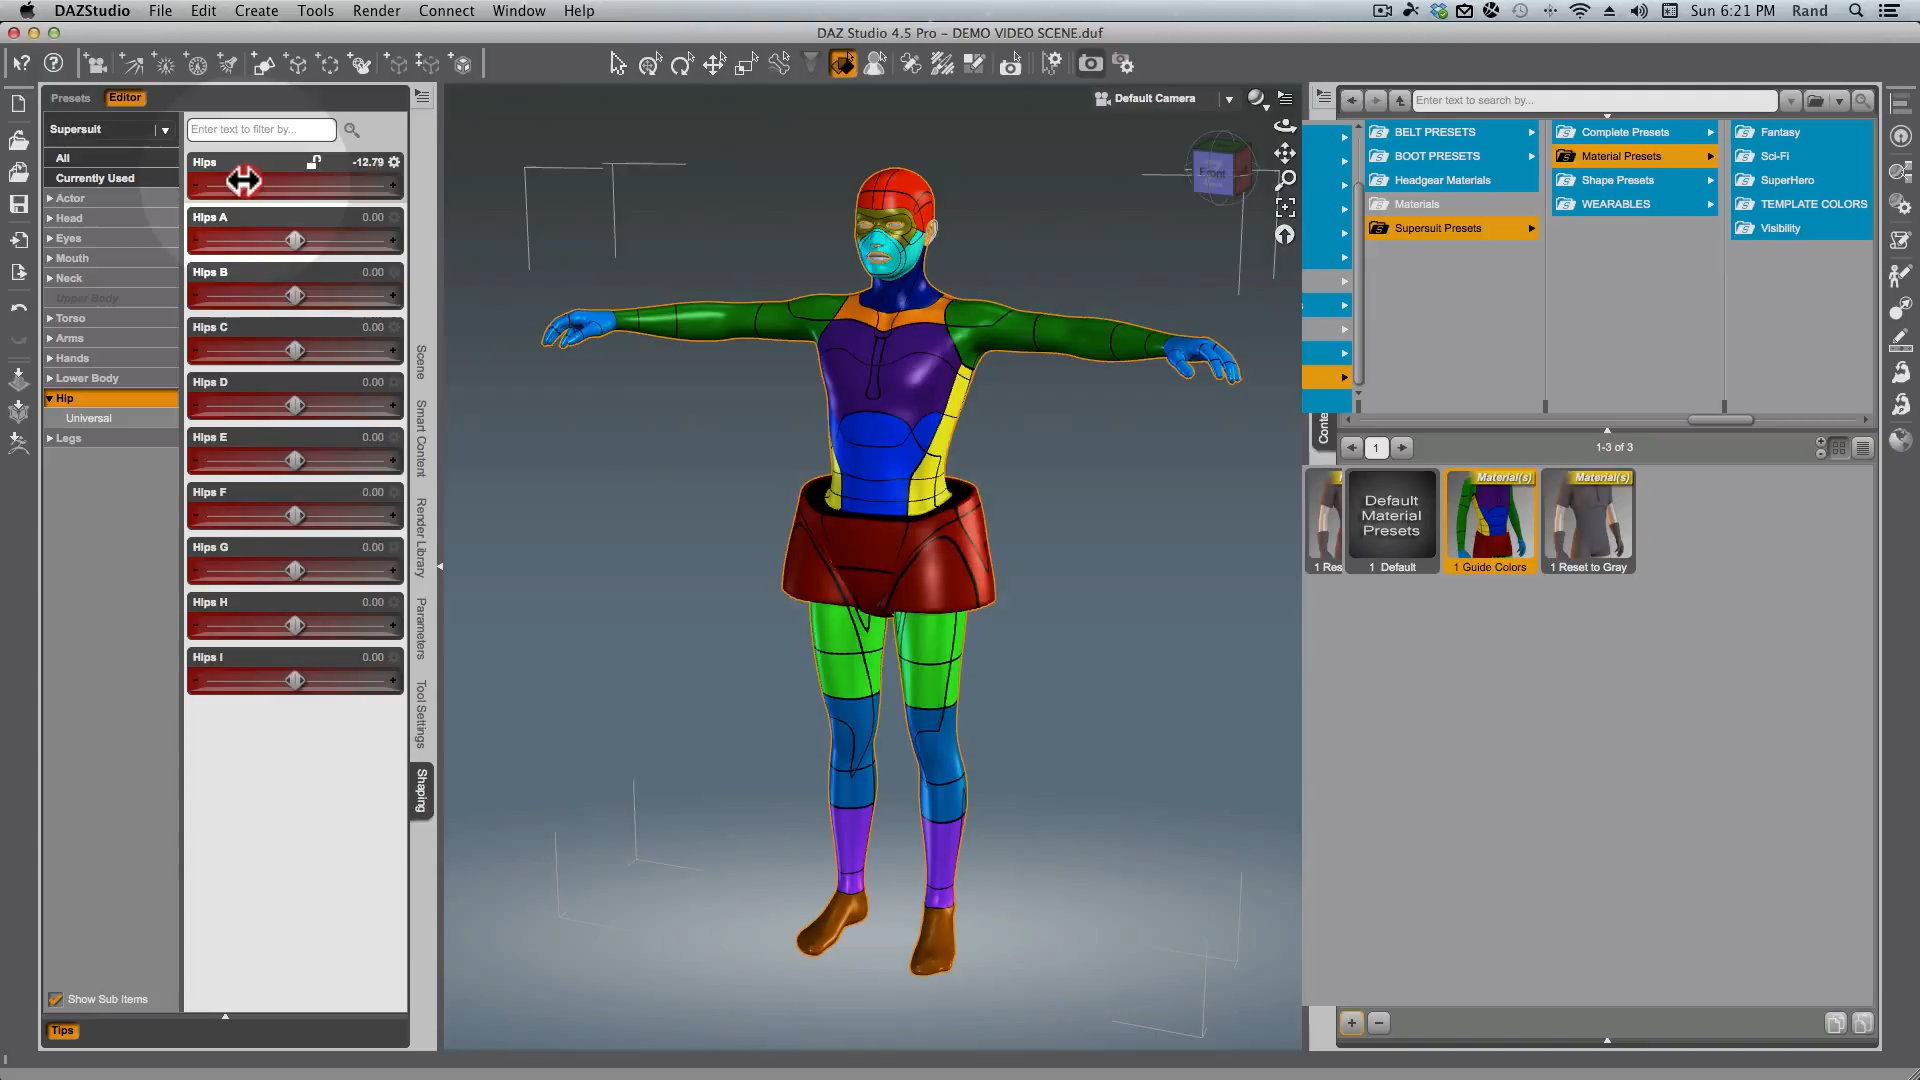 DAZStudio File Edit Create Tools Render Connect Window Help Sun 6:21 PM Rand
DAZ Studio 4.5 Pro – DEMO VIDEO SCENE.duf
Presets Editor
Supersuit
Enter text to filter by...
All
Currently Used
Actor
Head
Eyes
Mouth
Neck
Upper Body
Torso
Arms
Hands
Lower Body
Hip
Universal
Legs
Show Sub Items
Tips
Hips -12.79
Hips A 0.00
Hips B 0.00
Hips C 0.00
Hips D 0.00
Hips E 0.00
Hips F 0.00
Hips G 0.00
Hips H 0.00
Hips I 0.00
Scene
Smart Content
Render Library
Parameters
Tool Settings
Shaping
Default Camera
Front
Enter text to search by...
BELT PRESETS
BOOT PRESETS
Headgear Materials
Materials
Supersuit Presets
Complete Presets
Material Presets
Shape Presets
WEARABLES
Fantasy
Sci-Fi
SuperHero
TEMPLATE COLORS
Visibility
Conte
1
1-3 of 3
Default
Material
Presets
Material(s)
Material(s)
1 Res
1 Default
1 Guide Colors
1 Reset to Gray